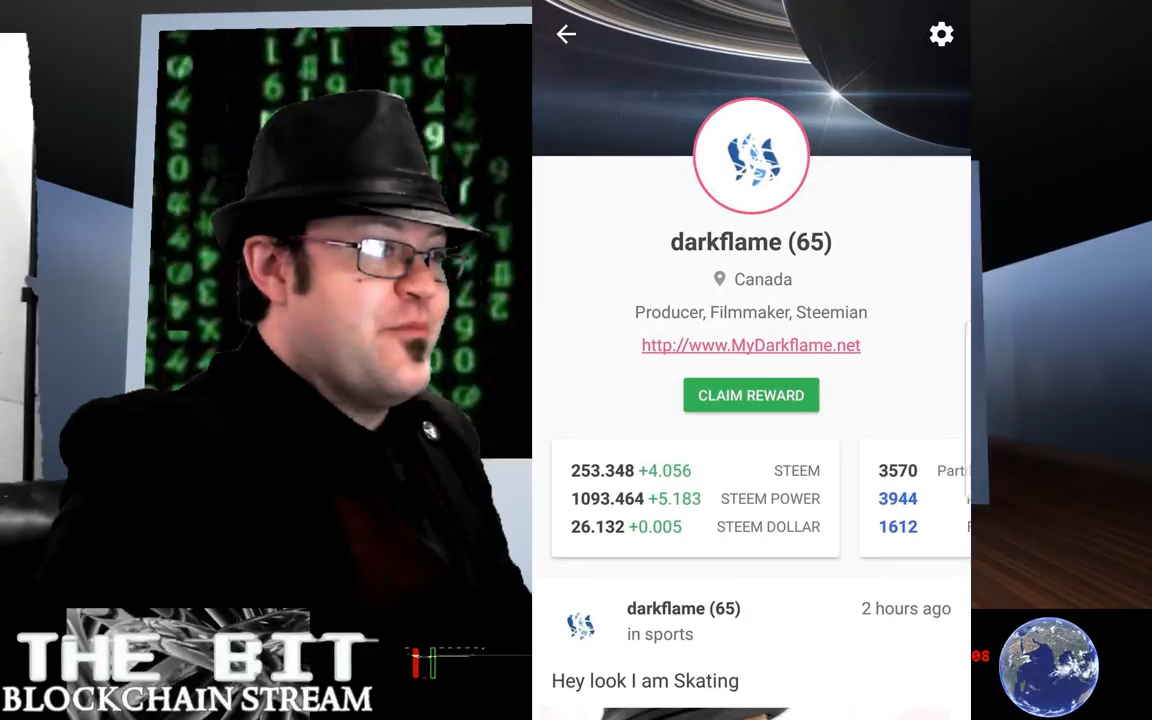 darkflame (65)
Canada
Producer, Filmmaker, Steemian
http://www.MyDarkflame.net
CLAIM REWARD
253.348 +4.056 STEEM
1093.464 +5.183 STEEM POWER
26.132 +0.005 STEEM DOLLAR
3570
3944
1612
darkflame (65) 2 hours ago
in sports
Hey look I am Skating
THE BIT
BLOCKCHAIN STREAM
08